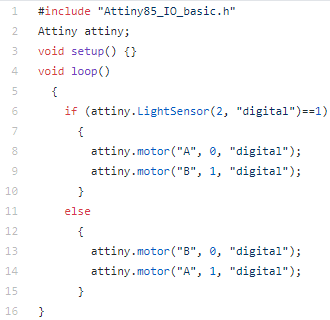 1 #include "Attiny85_IO_basic.h"
2 Attiny attiny;
3 void setup() {}
4 void loop()
5 {
6 if (attiny.LightSensor(2, "digital")==1)
7 {
8 attiny.motor("A", 0, "digital");
9 attiny.motor("B", 1, "digital");
10 }
11 else
12 {
13 attiny.motor("B", 0, "digital");
14 attiny.motor("A", 1, "digital");
15 }
16 }